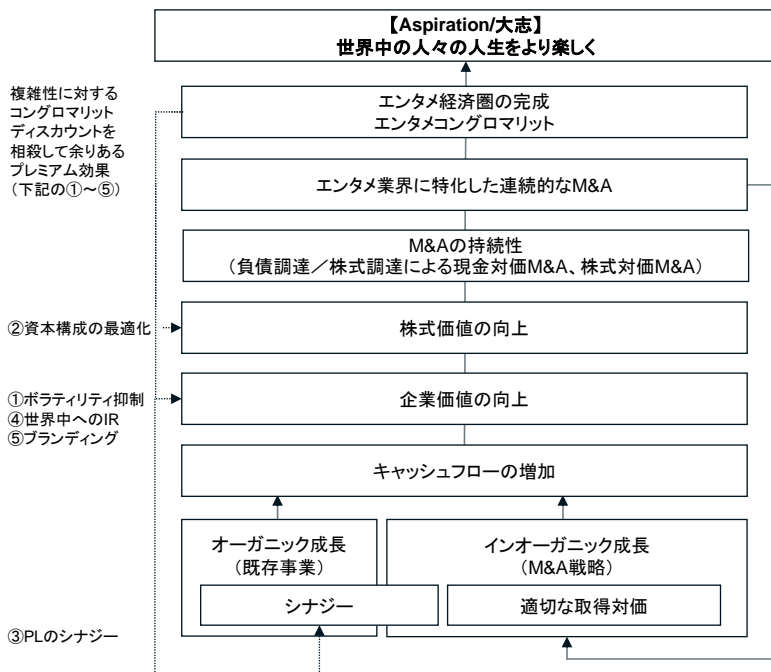 【Aspiration/大志】
世界中の人々の人生をより楽しく
複雑性に対する
コングロマリット
ディスカウントを
相殺して余りある
プレミアム効果
（下記の①～⑤）
エンタメ経済圏の完成
エンタメコングロマリット
エンタメ業界に特化した連続的なM&A
M&Aの持続性
（負債調達／株式調達による現金対価M&A、株式対価M&A）
②資本構成の最適化
株式価値の向上
①ボラティリティ抑制
④世界中へのIR
⑤ブランディング
企業価値の向上
キャッシュフローの増加
オーガニック成長
（既存事業）
インオーガニック成長
（M&A戦略）
シナジー
適切な取得対価
③PLのシナジー